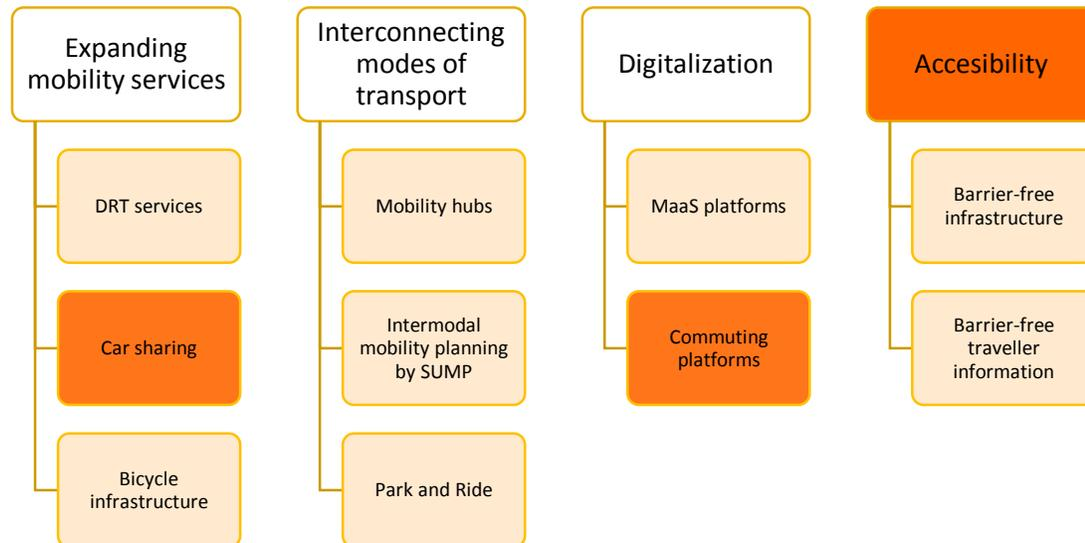 Expanding
mobility services
DRT services
Car sharing
Bicycle
infrastructure
Interconnecting
modes of
transport
Mobility hubs
Intermodal
mobility planning
by SUMP
Park and Ride
Digitalization
MaaS platforms
Commuting
platforms
Accesibility
Barrier-free
infrastructure
Barrier-free
traveller
information